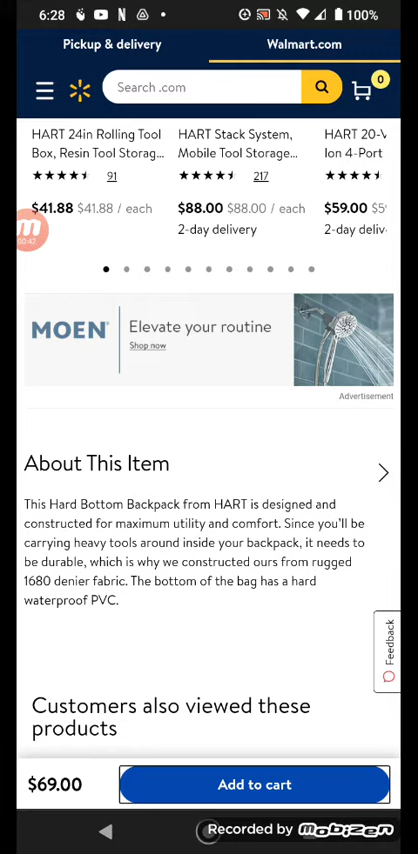 6:28 100%
Pickup & delivery Walmart.com
Search .com 0
HART 24in Rolling Tool HART Stack System, HART 20-V
Box, Resin Tool Storag... Mobile Tool Storage... Ion 4-Port
91 217
$41.88 $41.88 / each $88.00 $88.00 / each $59.00
00:42
2-day delivery 2-day deliv
MOEN Elevate your routine
Shop now
Advertisement
About This Item
This Hard Bottom Backpack from HART is designed and
constructed for maximum utility and comfort. Since you'll be
carrying heavy tools around inside your backpack, it needs to
be durable, which is why we constructed ours from rugged
1680 denier fabric. The bottom of the bag has a hard
waterproof PVC.
Feedback
Customers also viewed these
products
$69.00 Add to cart
Recorded by Mobizen